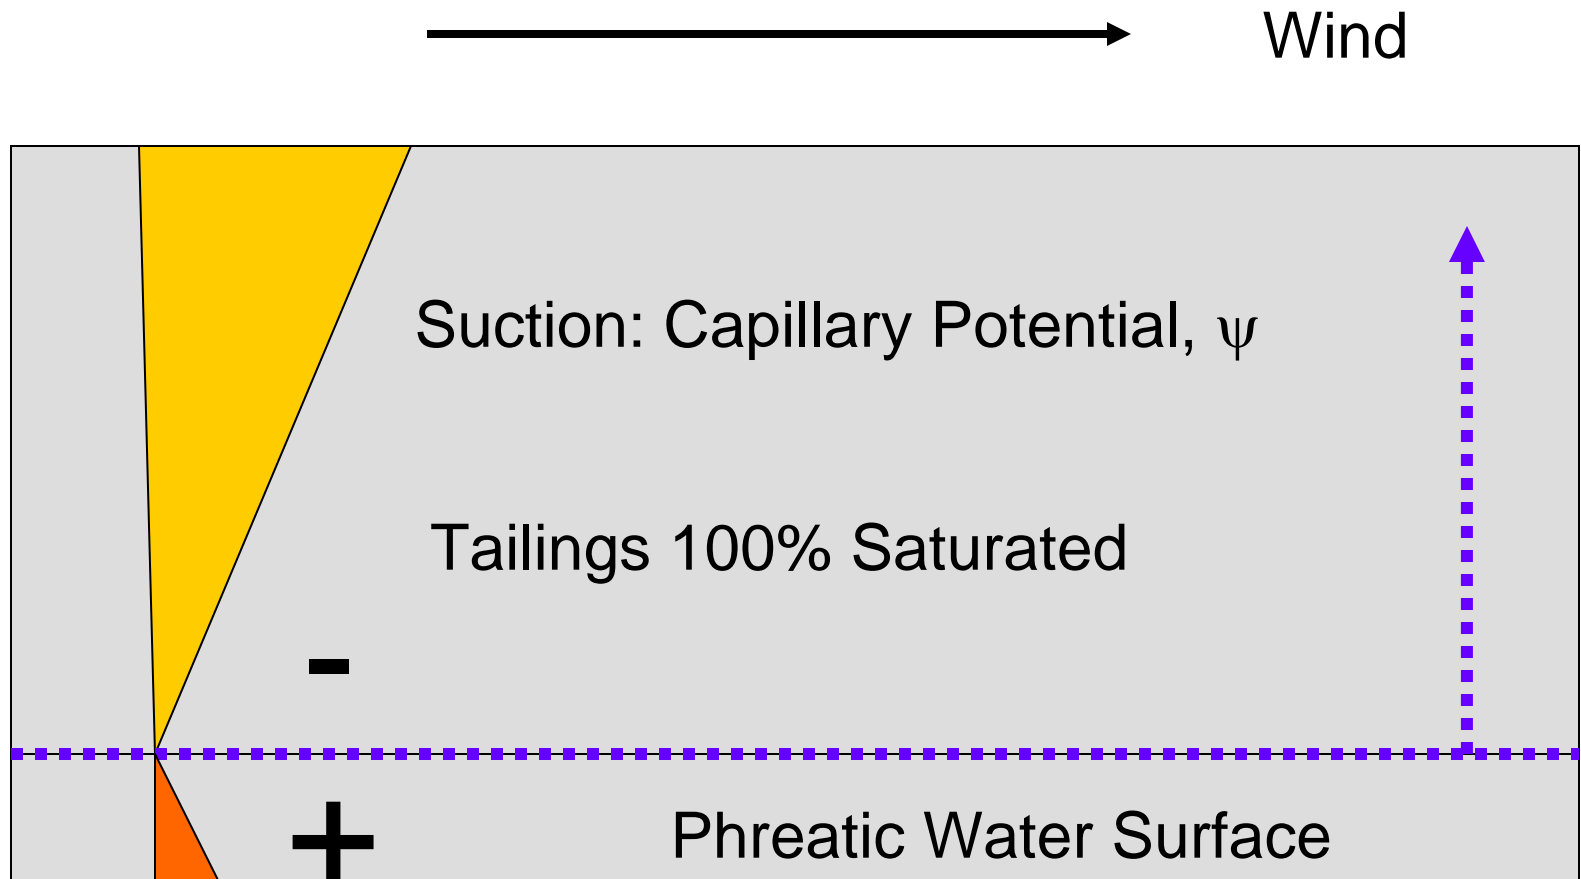 Wind
Suction: Capillary Potential, ψ
Tailings 100% Saturated
-
+
Phreatic Water Surface